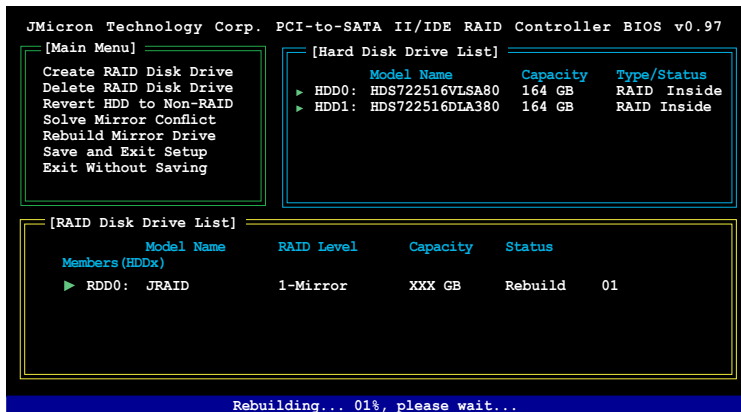 JMicron Technology Corp. PCI-to-SATA II/IDE RAID Controller BIOS v0.97
[Main Menu]
Create RAID Disk Drive
Delete RAID Disk Drive
Revert HDD to Non-RAID
Solve Mirror Conflict
Rebuild Mirror Drive
Save and Exit Setup
Exit Without Saving
[Hard Disk Drive List]
Model Name Capacity Type/Status
HDD0: HDS722516VLSA80 164 GB RAID Inside
HDD1: HDS722516DLA380 164 GB RAID Inside
[RAID Disk Drive List]
Model Name RAID Level Capacity Status
Members(HDDx)
RDD0: JRAID 1-Mirror XXX GB Rebuild 01
Rebuilding... 01%, please wait...